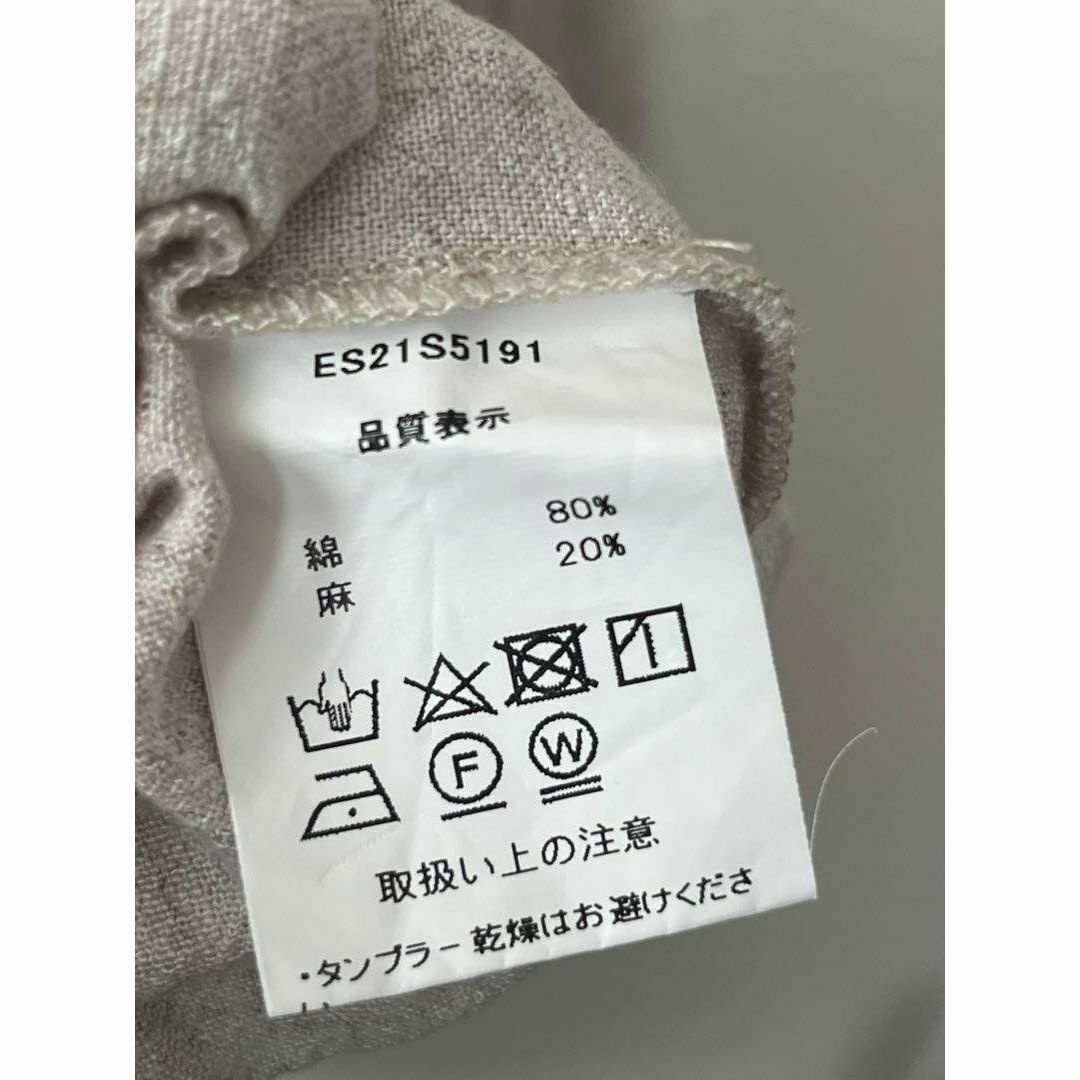 ES21S5191
品質表示
綿 80%
麻 20%
F W
取扱い上の注意
・タンブラー乾燥はお避けくださ
い